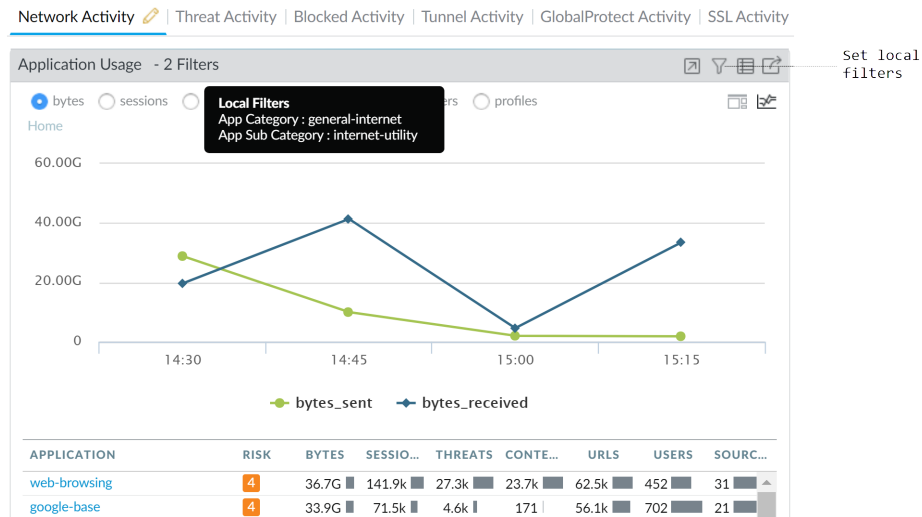 Network Activity | Threat Activity | Blocked Activity | Tunnel Activity | GlobalProtect Activity | SSL Activity
Application Usage - 2 Filters
Set local
filters
bytes sessions ers profiles
Local Filters
App Category : general-internet
App Sub Category : internet-utility
Home
60.00G
40.00G
20.00G
0
14:30 14:45 15:00 15:15
bytes_sent bytes_received
APPLICATION RISK BYTES SESSIO... THREATS CONTE... URLS USERS SOURC...
web-browsing 4 36.7G 141.9k 27.3k 23.7k 62.5k 452 31
google-base 4 33.9G 71.5k 4.6k 171 56.1k 702 21